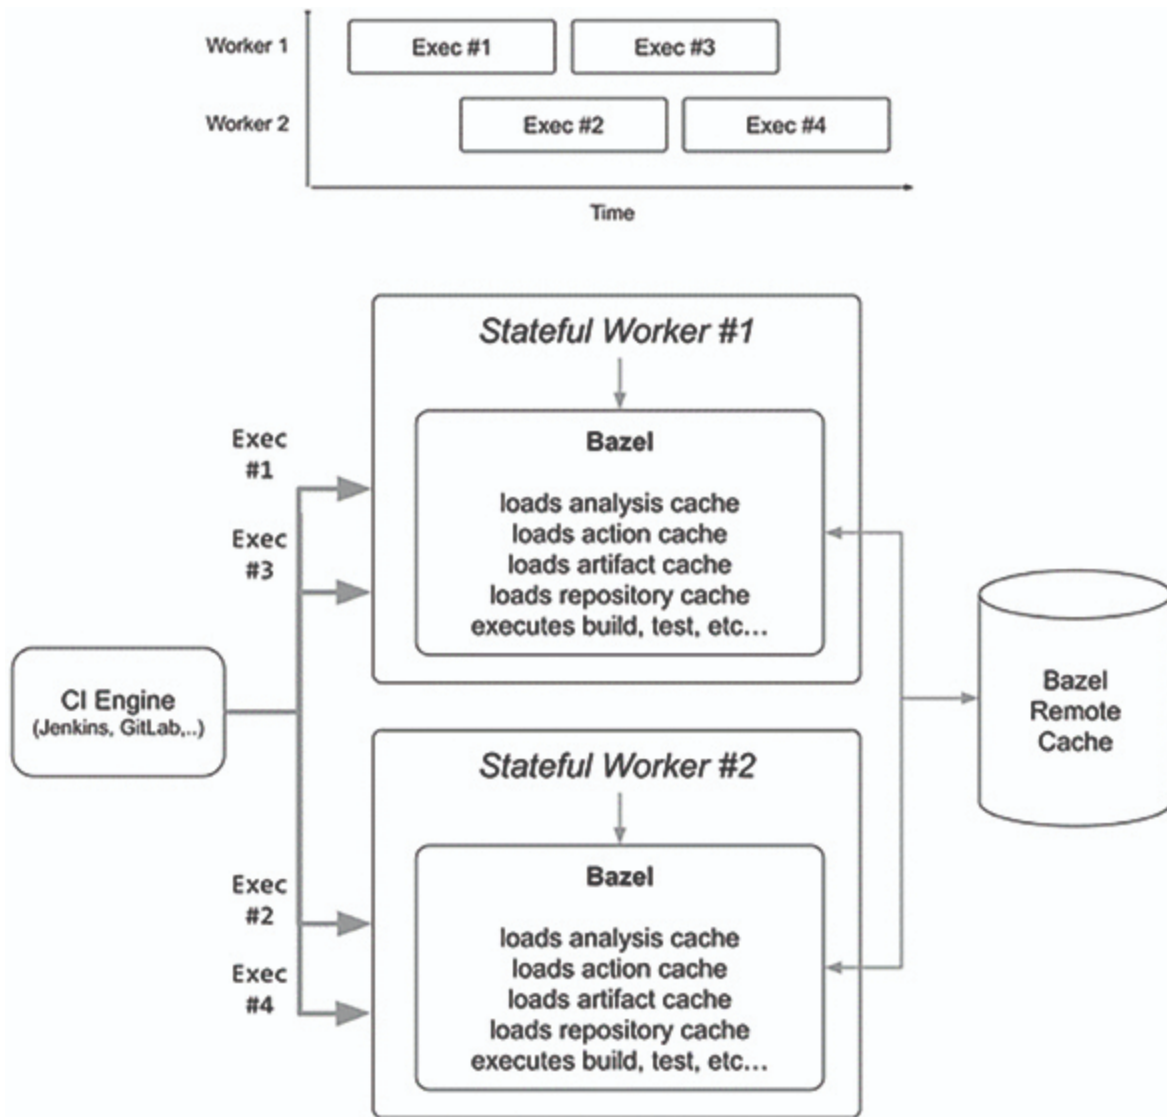 Worker 1
Exec #1
Exec #3
Worker 2
Exec #2
Exec #4
Time
Stateful Worker #1
Bazel
loads analysis cache
loads action cache
loads artifact cache
loads repository cache
executes build, test, etc...
Exec
#1
Exec
#3
CI Engine
(Jenkins, GitLab,..)
Bazel
Remote
Cache
Stateful Worker #2
Bazel
loads analysis cache
loads action cache
loads artifact cache
loads repository cache
executes build, test, etc...
Exec
#2
Exec
#4